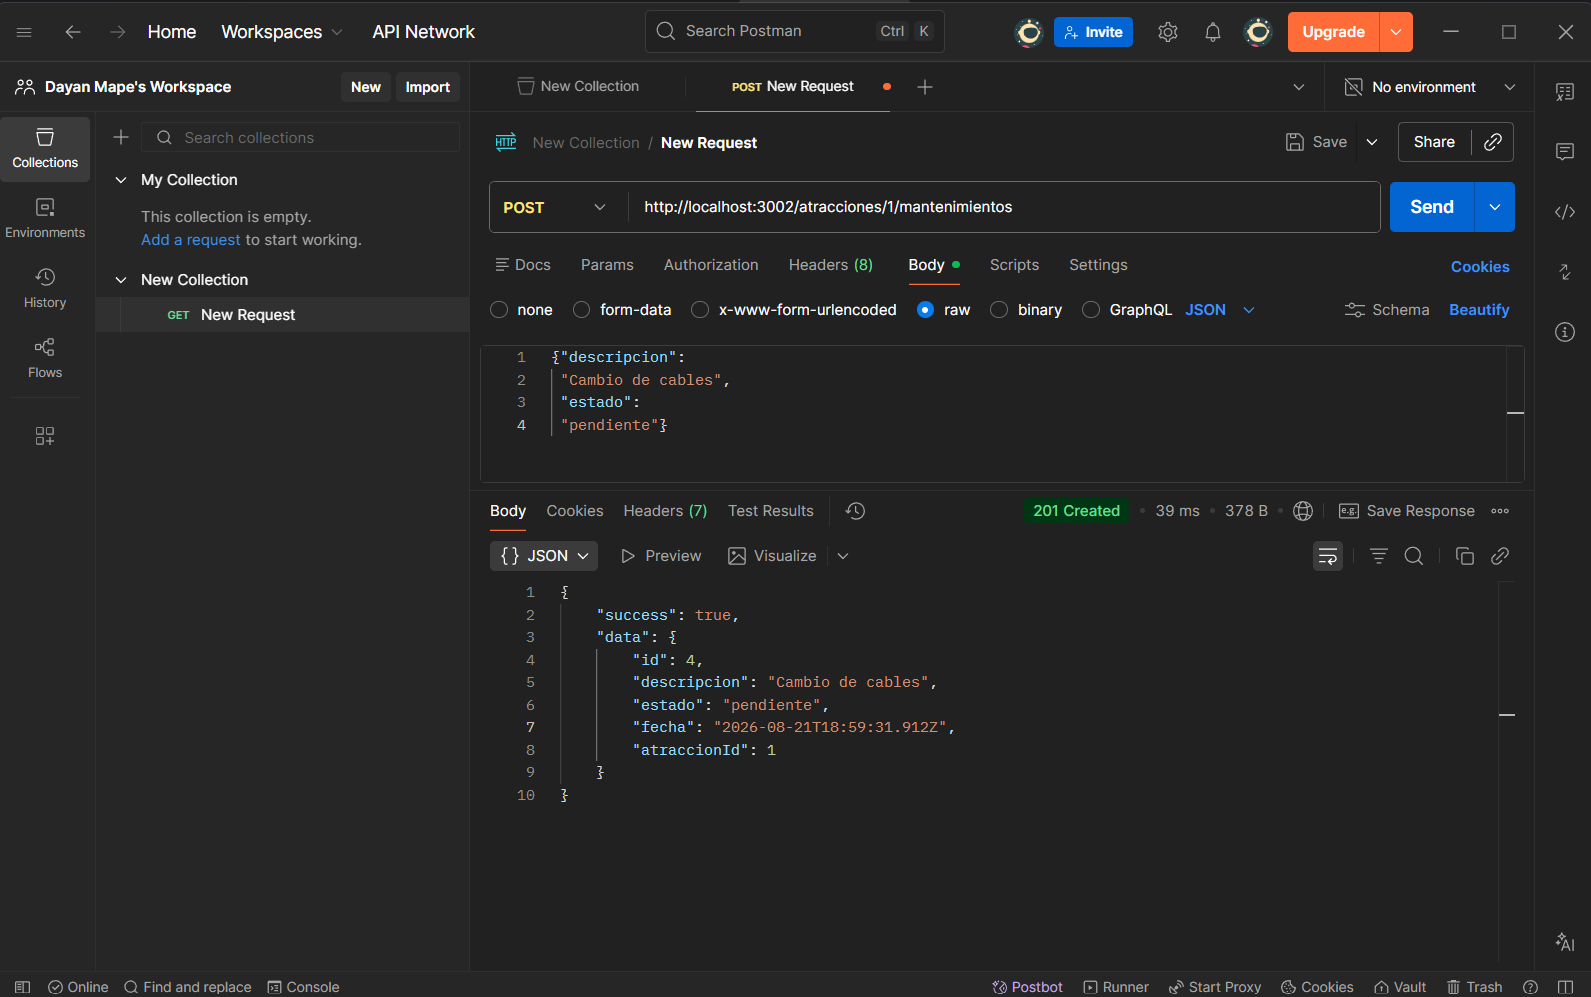 Home Workspaces API Network Search Postman Ctrl K Invite Upgrade
Dayan Mape's Workspace New Import New Collection POST New Request No environment
Collections
Environments
History
Flows
Search collections
My Collection
This collection is empty.
Add a request to start working.
New Collection
GET New Request
HTTP New Collection / New Request Save Share
POST http://localhost:3002/atracciones/1/mantenimientos Send
Docs Params Authorization Headers (8) Body Scripts Settings Cookies
none form-data x-www-form-urlencoded raw binary GraphQL JSON Schema Beautify
1 {"descripcion":
2 "Cambio de cables",
3 "estado":
4 "pendiente"}
Body Cookies Headers (7) Test Results 201 Created • 39 ms • 378 B • e.g. Save Response
{} JSON Preview Visualize
1 {
2 "success": true,
3 "data": {
4 "id": 4,
5 "descripcion": "Cambio de cables",
6 "estado": "pendiente",
7 "fecha": "2026-08-21T18:59:31.912Z",
8 "atraccionId": 1
9 }
10 }
AI
Online Find and replace Console Postbot Runner Start Proxy Cookies Vault Trash